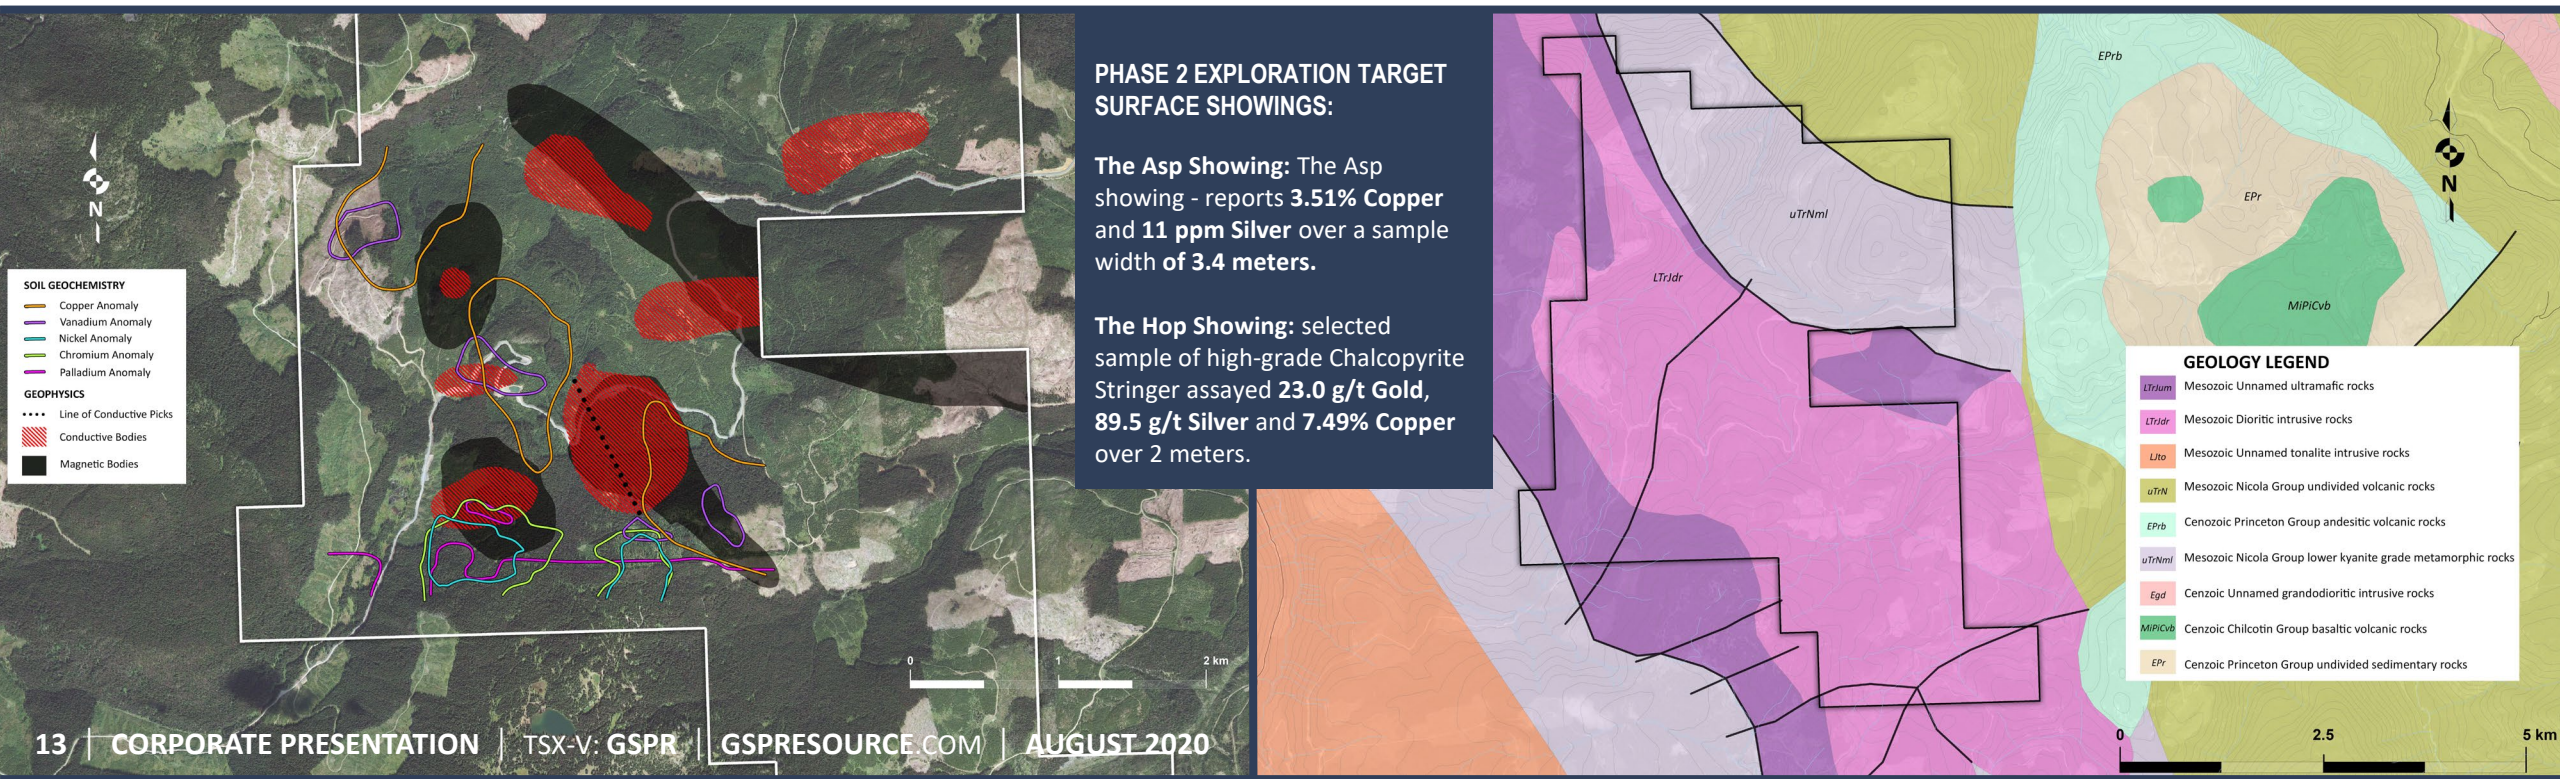 N
SOIL GEOCHEMISTRY
Copper Anomaly
Vanadium Anomaly
Nickel Anomaly
Chromium Anomaly
Palladium Anomaly
GEOPHYSICS
Line of Conductive Picks
Conductive Bodies
Magnetic Bodies
0 1 2 km
PHASE 2 EXPLORATION TARGET
SURFACE SHOWINGS:
The Asp Showing: The Asp
showing - reports 3.51% Copper
and 11 ppm Silver over a sample
width of 3.4 meters.
The Hop Showing: selected
sample of high-grade Chalcopyrite
Stringer assayed 23.0 g/t Gold,
89.5 g/t Silver and 7.49% Copper
over 2 meters.
EPrb
N
EPr
uTrNml
LTrJdr
MiPiCvb
GEOLOGY LEGEND
LTrJum Mesozoic Unnamed ultramafic rocks
LTrJdr Mesozoic Dioritic intrusive rocks
LJto Mesozoic Unnamed tonalite intrusive rocks
uTrN Mesozoic Nicola Group undivided volcanic rocks
EPrb Cenozoic Princeton Group andesitic volcanic rocks
uTrNml Mesozoic Nicola Group lower kyanite grade metamorphic rocks
Egd Cenzoic Unnamed grandodioritic intrusive rocks
MiPiCvb Cenzoic Chilcotin Group basaltic volcanic rocks
EPr Cenzoic Princeton Group undivided sedimentary rocks
0 2.5 5 km
13 | CORPORATE PRESENTATION | TSX-V: GSPR | GSPRESOURCE.COM | AUGUST 2020